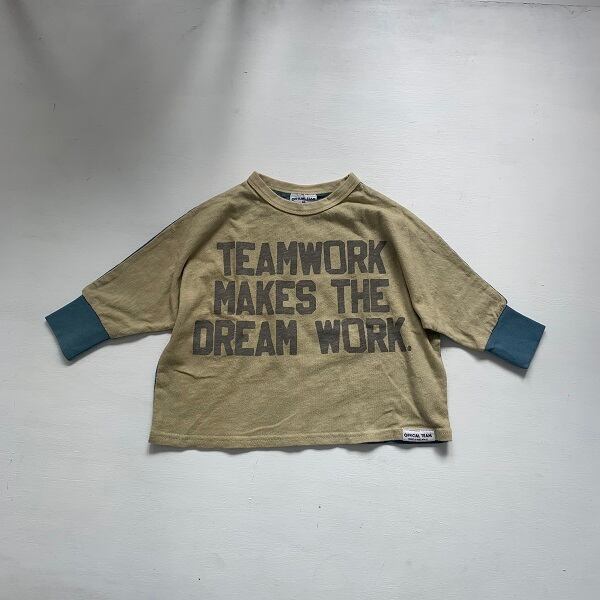 TEAMWORK
MAKES THE
DREAM WORK.
OFFICIAL TEAM